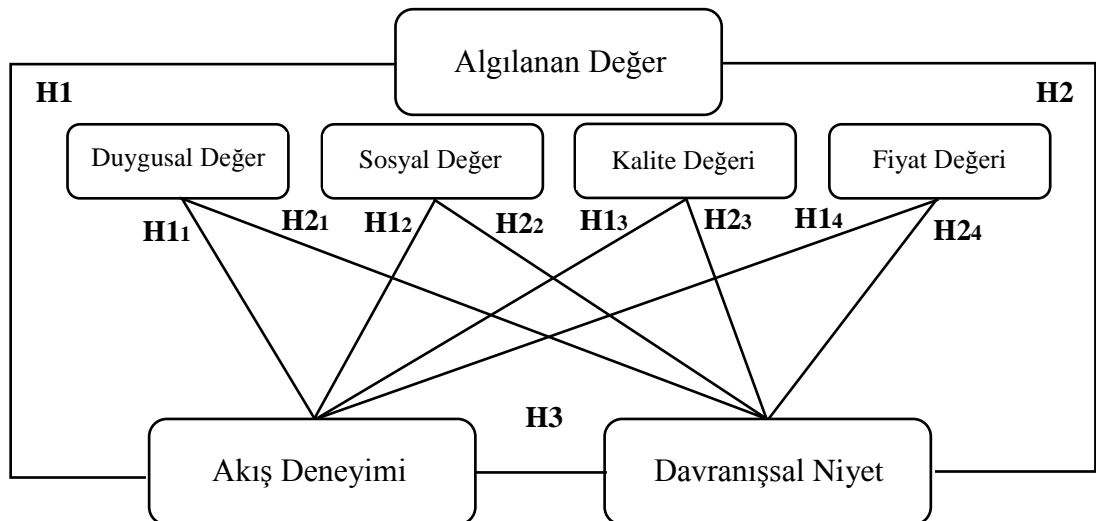 Algılanan Değer
H1
H2
Duygusal Değer
Sosyal Değer
Kalite Değeri
Fiyat Değeri
H1₁
H2₁
H1₂
H2₂
H1₃
H2₃
H1₄
H2₄
H3
Akış Deneyimi
Davranışsal Niyet